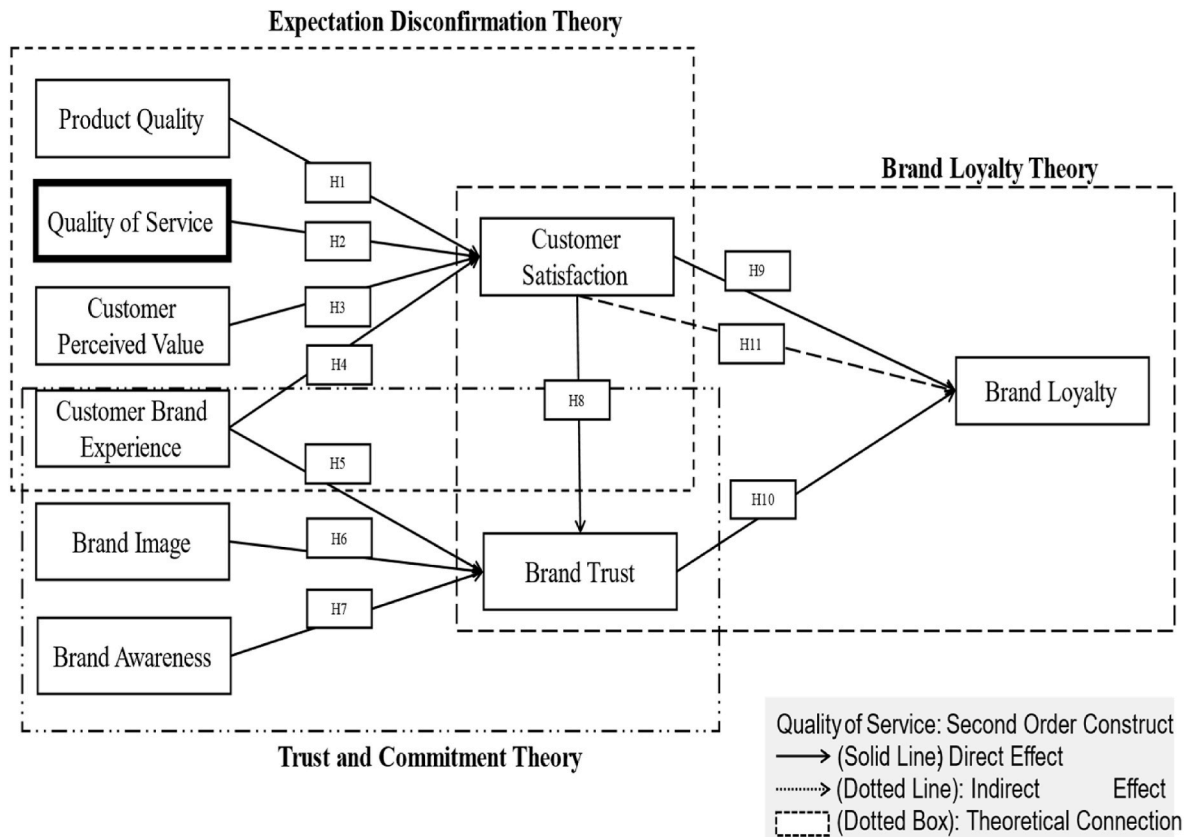 Expectation Disconfirmation Theory
Product Quality
H1
Brand Loyalty Theory
Quality of Service
H2
Customer
Satisfaction
H9
Customer
Perceived Value
H3
H11
H4
Brand Loyalty
Customer Brand
Experience
H8
H5
H10
Brand Image
H6
Brand Trust
H7
Brand Awareness
Trust and Commitment Theory
Quality of Service: Second Order Construct
(Solid Line): Direct Effect
(Dotted Line): Indirect Effect
(Dotted Box): Theoretical Connection